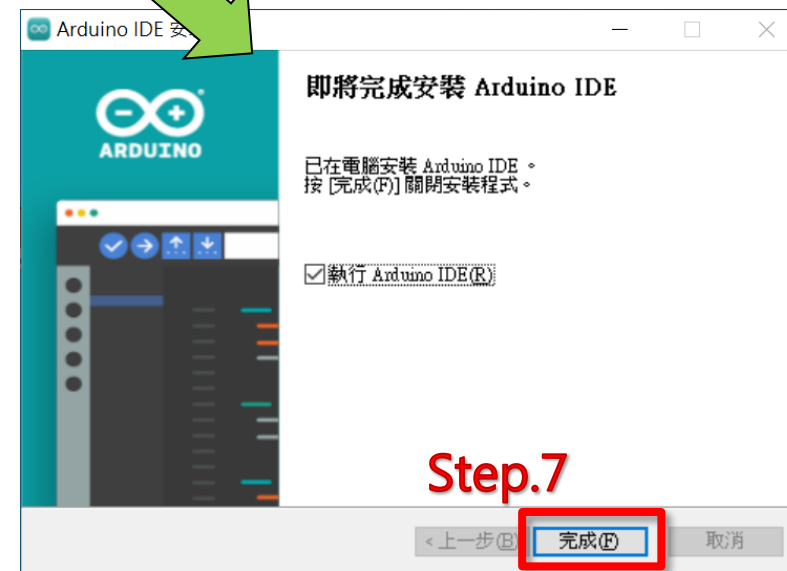 Arduino IDE 安
ARDUINO
即將完成安裝 Arduino IDE
已在電腦安裝 Arduino IDE。
按 [完成(F)] 關閉安裝程式。
執行 Arduino IDE(R)
Step.7
<上一步(B)
完成(F)
取消